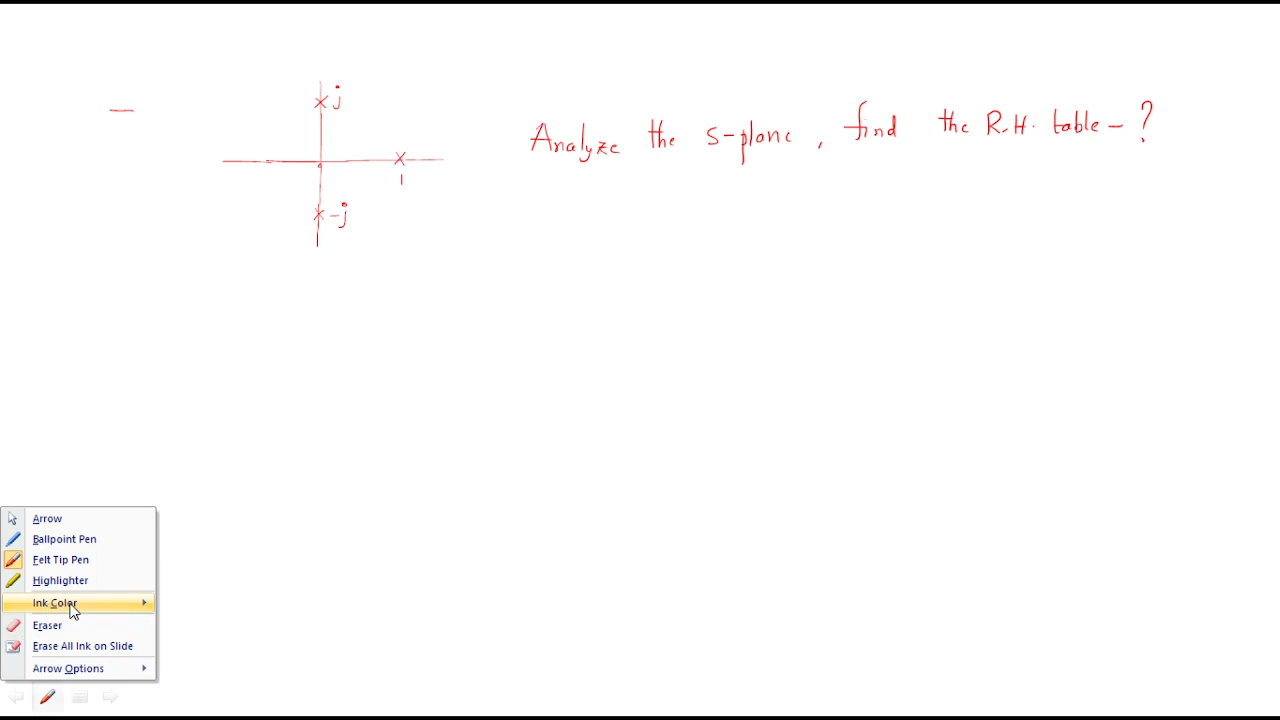 j
Analyze the s-plane, find the R.H. table - ?
1
-j
Arrow
Ballpoint Pen
Felt Tip Pen
Highlighter
Ink Color
Eraser
Erase All Ink on Slide
Arrow Options